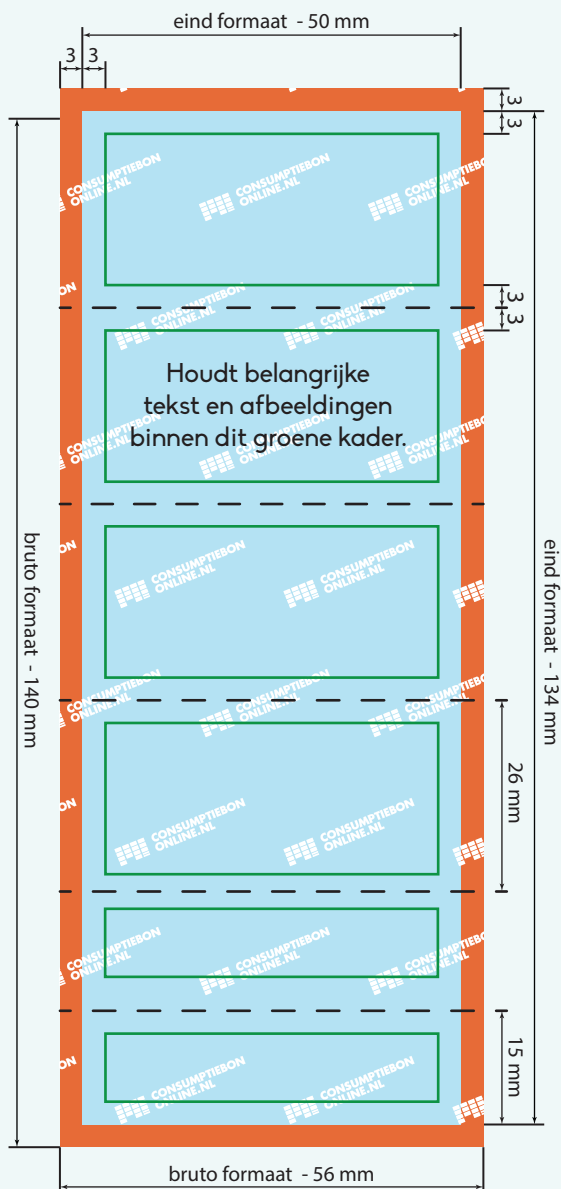 eind formaat - 50 mm
3 3
3
3
CONSUMPTIEBON
ONLINE.NL
3
3
Houdt belangrijke
tekst en afbeeldingen
binnen dit groene kader.
bruto formaat - 140 mm
eind formaat - 134 mm
26 mm
15 mm
bruto formaat - 56 mm